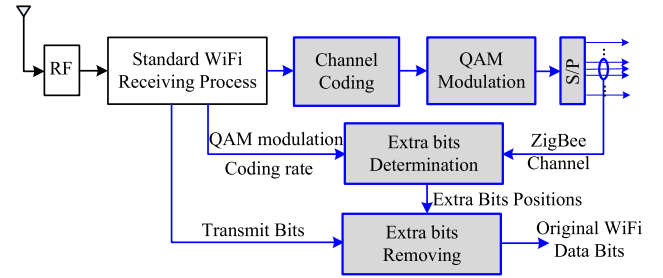 RF
Standard WiFi
Receiving Process
Channel
Coding
QAM
Modulation
S/P
QAM modulation
Coding rate
Extra bits
Determination
ZigBee
Channel
Extra Bits Positions
Transmit Bits
Extra bits
Removing
Original WiFi
Data Bits